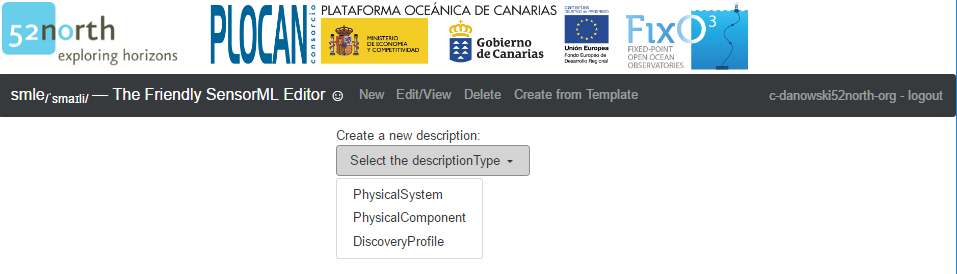 52north
exploring horizons
PLOCAN
consorcio
PLATAFORMA OCEÁNICA DE CANARIAS
MINISTERIO
DE ECONOMÍA
Y COMPETITIVIDAD
Gobierno
de Canarias
canarias
Unión Europea
Fondo Europeo de
Desarrollo Regional
FixO3
FIXED-POINT
OPEN OCEAN
OBSERVATORIES
smle/ˈsmaɪli/ — The Friendly SensorML Editor ☺ New Edit/View Delete Create from Template c-danowski52north-org - logout
Create a new description:
Select the descriptionType
PhysicalSystem
PhysicalComponent
DiscoveryProfile